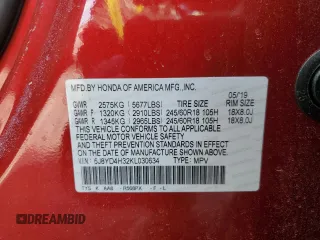 MFD.BY HONDA OF AMERICA MFG.,INC.
05/19
GVWR 2575KG ( 5677LBS) TIRE SIZE RIM SIZE
GAWR F 1320KG ( 2910LBS) 245/60R18 105H 18X8.0J
GAWR R 1345KG ( 2965LBS) 245/60R18 105H 18X8.0J
THIS VEHICLE CONFORMS TO ALL APPLICABLE FEDERAL
MOTOR VEHICLE SAFETY, BUMPER, AND THEFT PREVENTION
STANDARDS IN EFFECT ON THE DATE OF MANUFACTURE
SHOWN ABOVE.
V.I.N.: 5J8YD4H32KL030634 TYPE: MPV